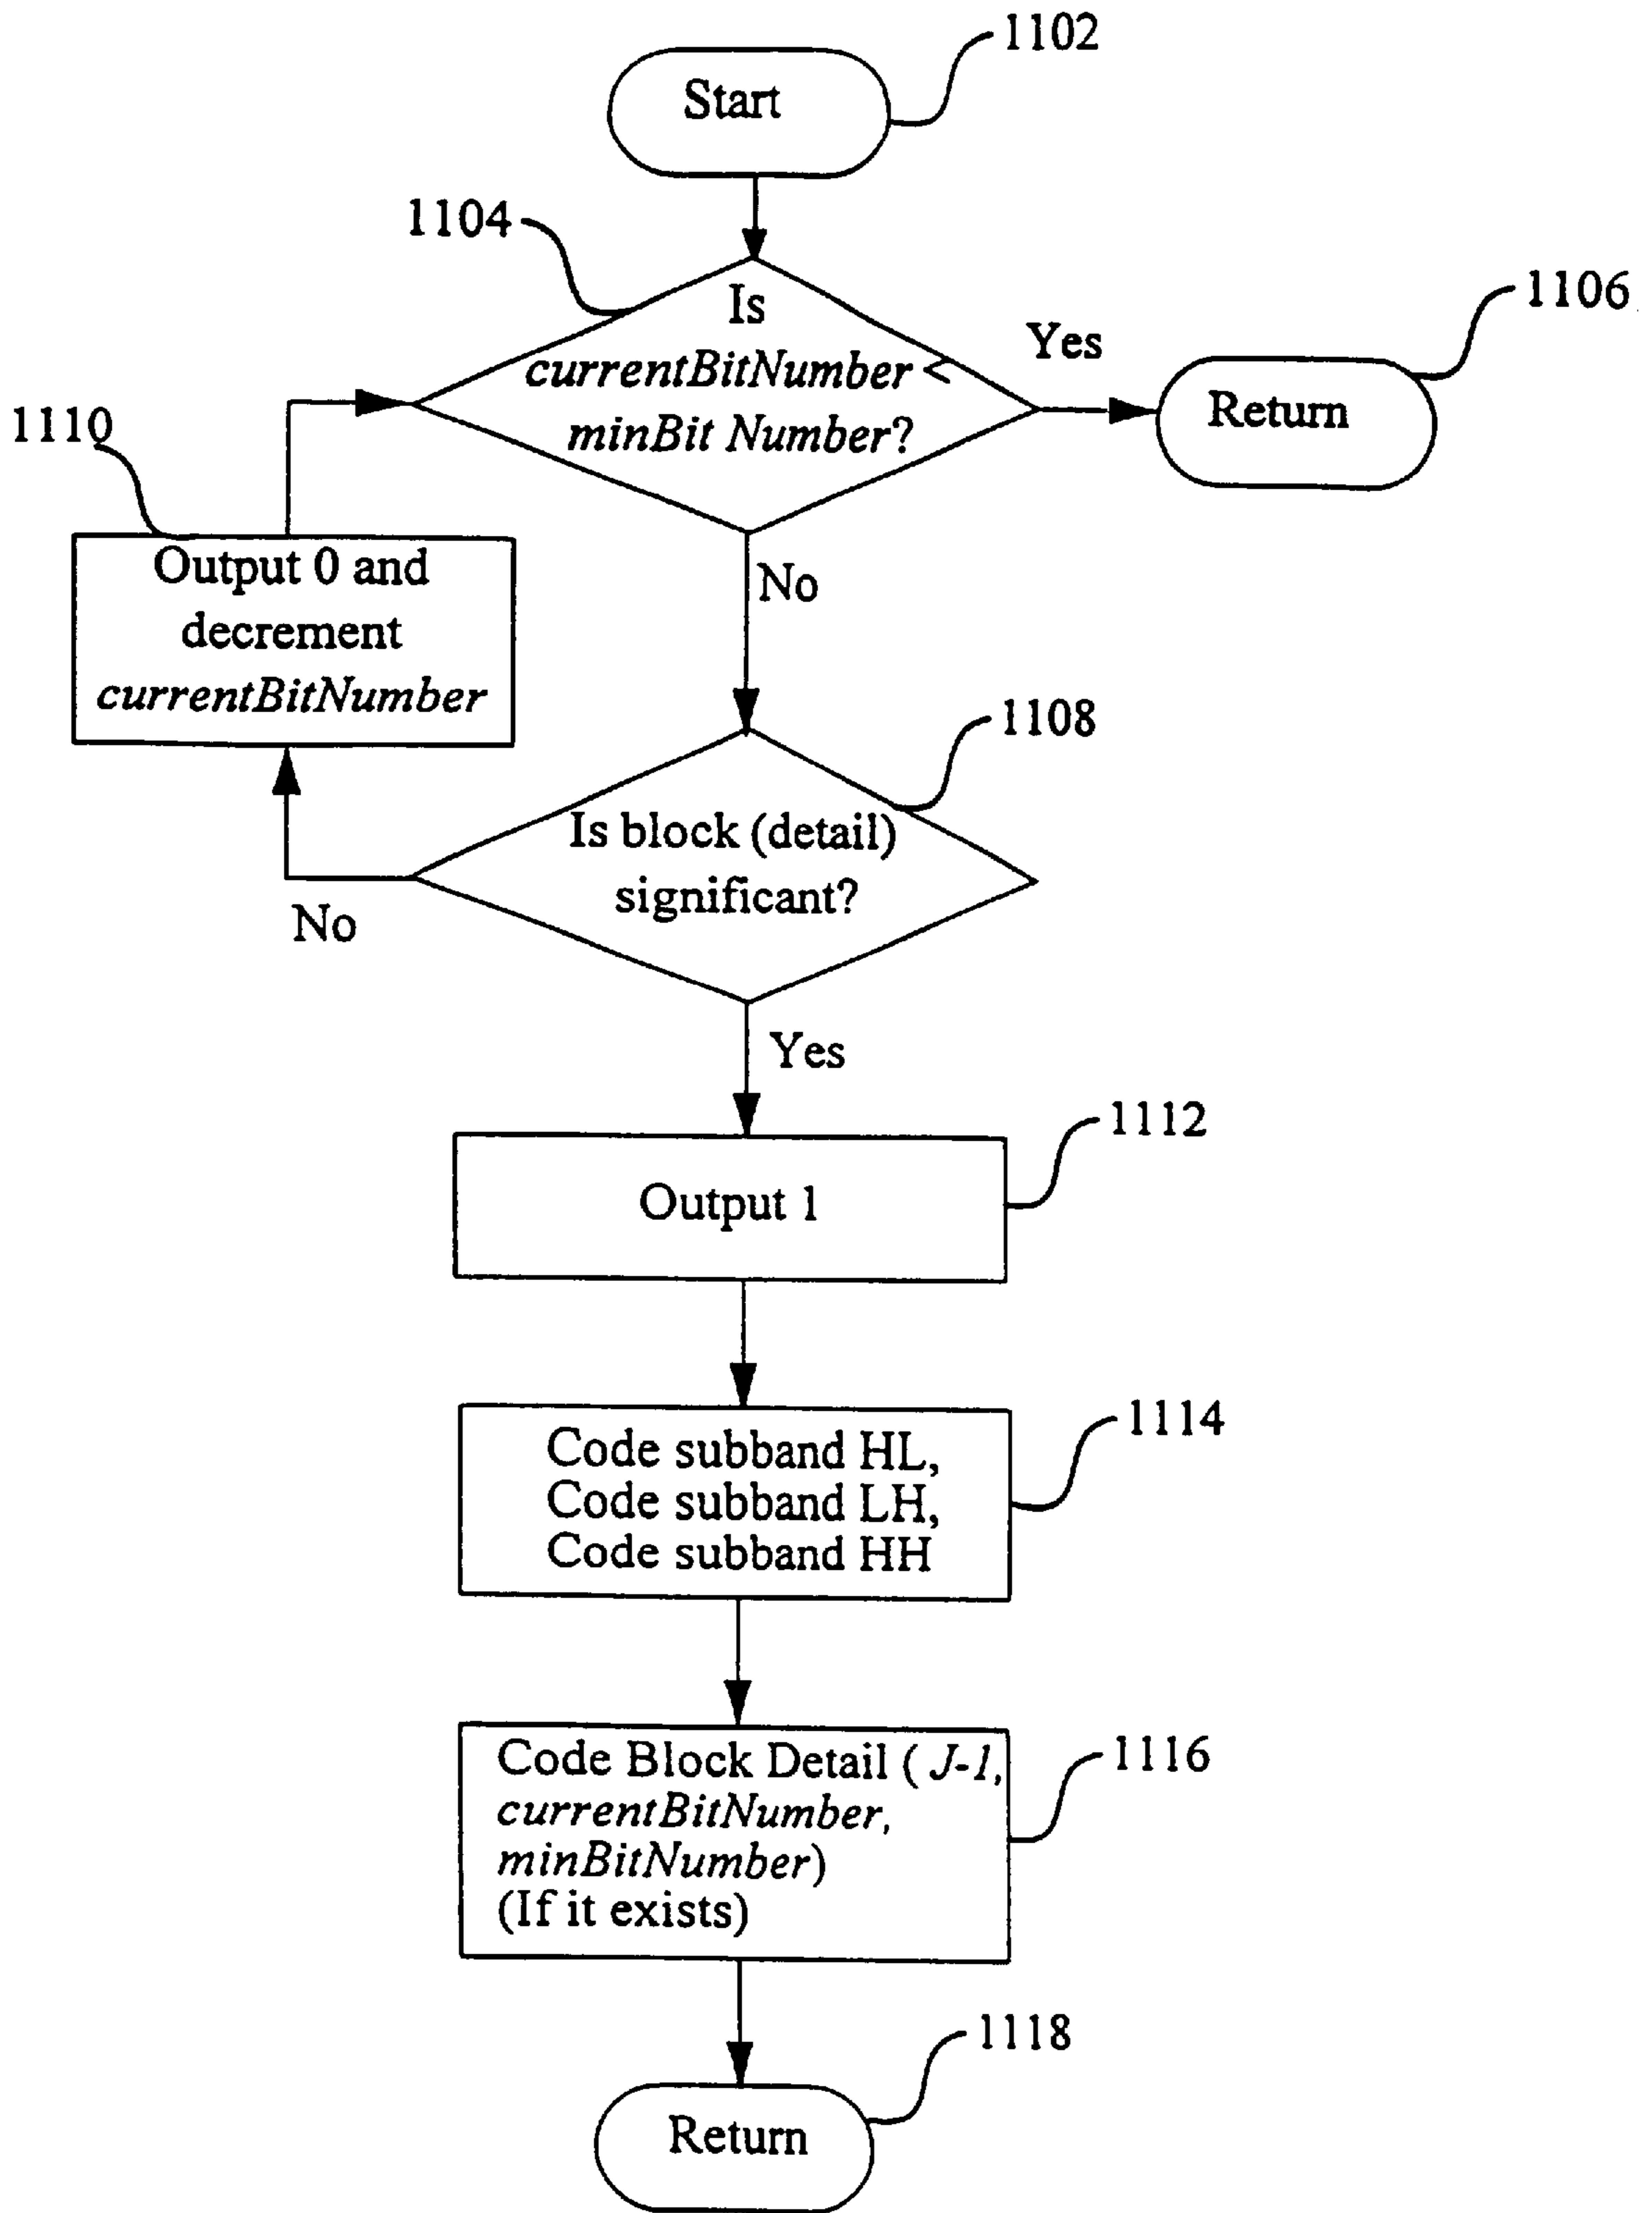 1102
Start
1104
Is
currentBitNumber <
minBit Number?
Yes
1106
Return
1110
Output 0 and
decrement
currentBitNumber
No
1108
Is block (detail)
significant?
No
Yes
1112
Output 1
1114
Code subband HL,
Code subband LH,
Code subband HH
1116
Code Block Detail ( J-1,
currentBitNumber,
minBitNumber)
(If it exists)
1118
Return